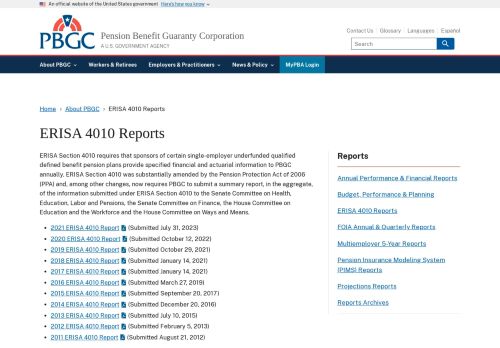 An official website of the United States government Here's how you know
PBGC
Pension Benefit Guaranty Corporation
A U.S. GOVERNMENT AGENCY
Contact Us Glossary Languages Español
Search
About PBGC Workers & Retirees Employers & Practitioners News & Policy MyPBA Login
Home › About PBGC › ERISA 4010 Reports
ERISA 4010 Reports
ERISA Section 4010 requires that sponsors of certain single-employer underfunded qualified
defined benefit pension plans provide specified financial and actuarial information to PBGC
annually. ERISA Section 4010 was substantially amended by the Pension Protection Act of 2006
(PPA) and, among other changes, now requires PBGC to submit a summary report, in the aggregate,
of the information submitted under ERISA Section 4010 to the Senate Committee on Health,
Education, Labor and Pensions, the Senate Committee on Finance, the House Committee on
Education and the Workforce and the House Committee on Ways and Means.
• 2021 ERISA 4010 Report (Submitted July 31, 2023)
• 2020 ERISA 4010 Report (Submitted October 12, 2022)
• 2019 ERISA 4010 Report (Submitted October 29, 2021)
• 2018 ERISA 4010 Report (Submitted January 14, 2021)
• 2017 ERISA 4010 Report (Submitted January 14, 2021)
• 2016 ERISA 4010 Report (Submitted March 27, 2019)
• 2015 ERISA 4010 Report (Submitted September 20, 2017)
• 2014 ERISA 4010 Report (Submitted December 20, 2016)
• 2013 ERISA 4010 Report (Submitted July 10, 2015)
• 2012 ERISA 4010 Report (Submitted February 5, 2013)
• 2011 ERISA 4010 Report (Submitted August 21, 2012)
Reports
Annual Performance & Financial Reports
Budget, Performance & Planning
ERISA 4010 Reports
FOIA Annual & Quarterly Reports
Multiemployer 5-Year Reports
Pension Insurance Modeling System
(PIMS) Reports
Projections Reports
Reports Archives